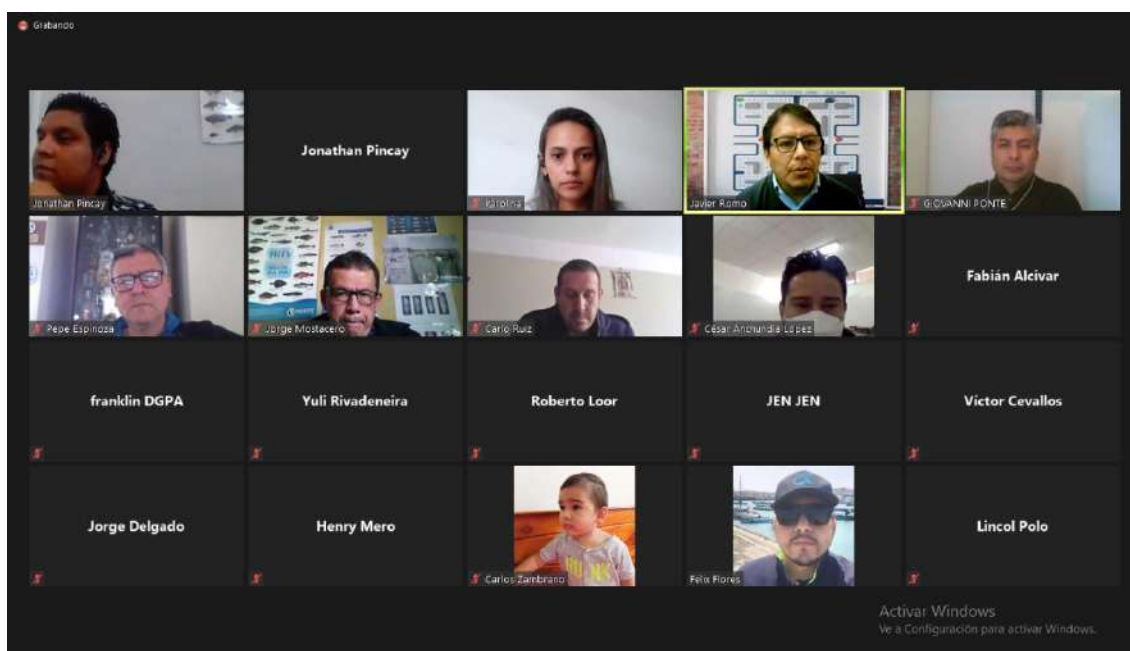 Grabando
Jonathan Pincay
Jonathan Pincay
Karolina
Javier Romo
GIOVANNI PONTE
Pepe Espinoza
Jorge Mostacero
Carlo Ruiz
César Anchundia López
Fabián Alcivar
franklin DGPA
Yuli Rivadeneira
Roberto Loor
JEN JEN
Víctor Cevallos
Jorge Delgado
Henry Mero
Carlos Zambrano
Felix Flores
Lincol Polo
Activar Windows
Ve a Configuración para activar Windows.